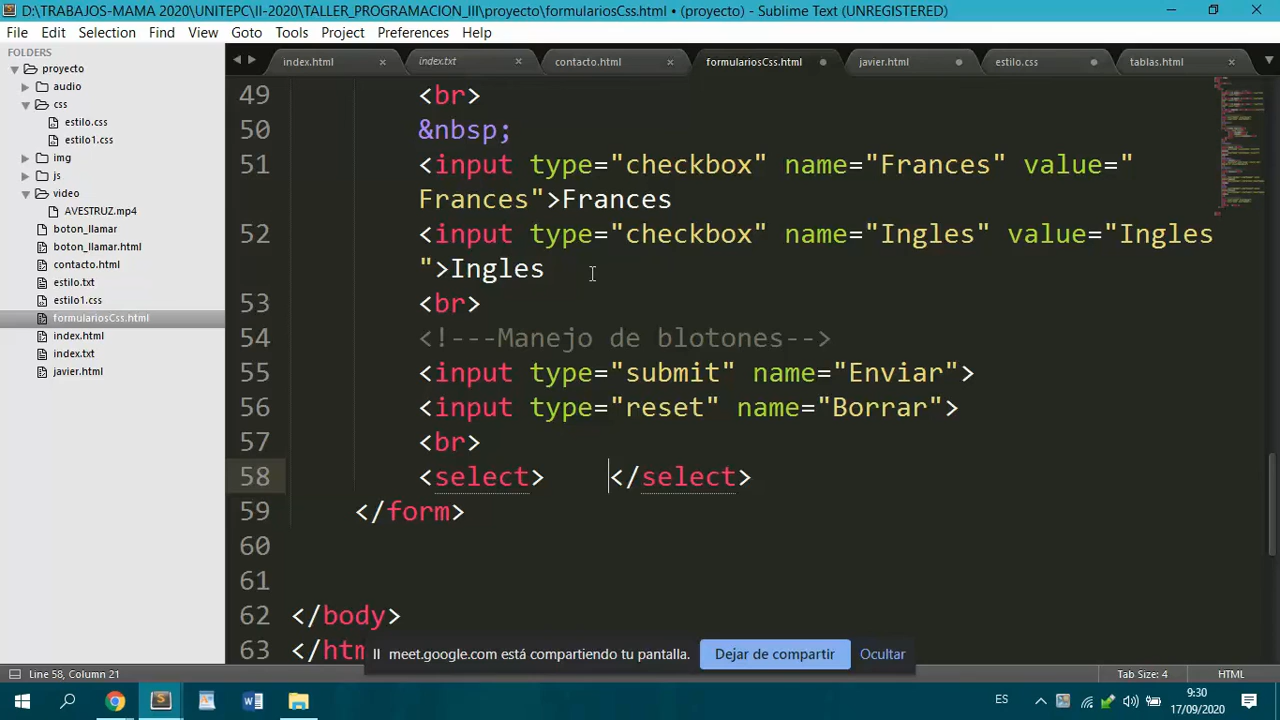 D:\TRABAJOS-MAMA 2020\UNITEPC\II-2020\TALLER_PROGRAMACON_III\proyecto\formulariosCss.html • (proyecto) - Sublime Text (UNREGISTERED)
File Edit Selection Find View Goto Tools Project Preferences Help
FOLDERS
proyecto
audio
css
estilo.css
estilo1.css
img
js
video
AVESTRUZ.mp4
boton_llamar
boton_llamar.html
contacto.html
estilo.txt
estilo1.css
formulariosCss.html
index.html
index.txt
javier.html
index.html index.txt contacto.html formulariosCss.html javier.html estilo.css tablas.html
49 <br>
50 &nbsp;
51 <input type="checkbox" name="Frances" value="
Frances ">Frances
52 <input type="checkbox" name="Ingles" value="Ingles
">Ingles
53 <br>
54 <!---Manejo de blotones-->
55 <input type="submit" name="Enviar">
56 <input type="reset" name="Borrar">
57 <br>
58 <select> </select>
59 </form>
60
61
62 </body>
63 </htm
meet.google.com está compartiendo tu pantalla. Dejar de compartir Ocultar
Line 58, Column 21 Tab Size: 4 HTML
ES 9:30
17/09/2020